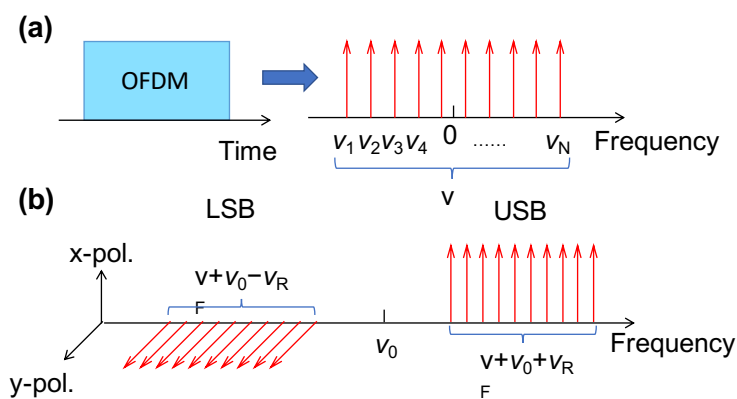 (a)
OFDM
Time
0
v1 v2 v3 v4 ...... vN
Frequency
v
(b)
LSB
USB
x-pol.
v+v0−vR
F
v0
Frequency
y-pol.
v+v0+vR
F